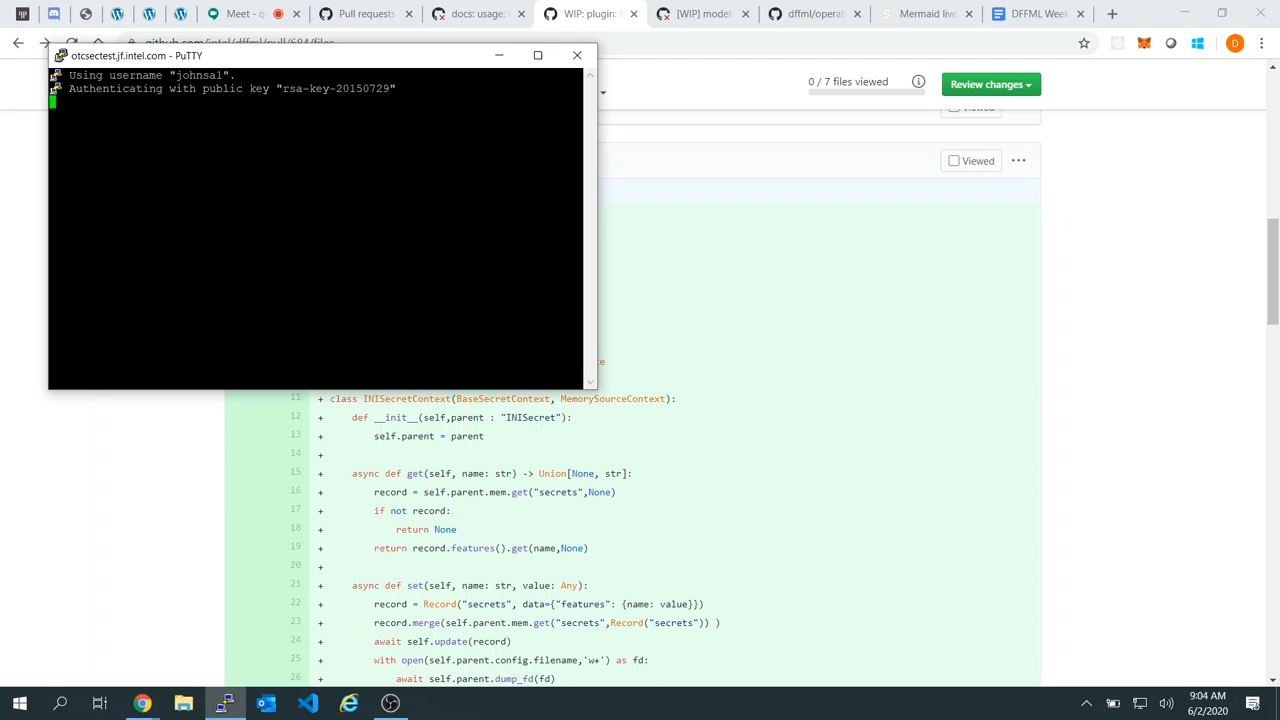 Meet - q
Pull requests
docs: usage:
WIP: plugin:
[WIP] model
dffml/operat
Mermaid live
DFFML Week
github.com/intel/dffml/pull/684/files
D
otcsectest.jf.intel.com - PuTTY
Using username "johnsa1".
Authenticating with public key "rsa-key-20150729"
0 / 7 files viewed
Review changes
Viewed
Viewed
11 + class INISecretContext(BaseSecretContext, MemorySourceContext):
12 + def __init__(self,parent : "INISecret"):
13 + self.parent = parent
14 +
15 + async def get(self, name: str) -> Union[None, str]:
16 + record = self.parent.mem.get("secrets",None)
17 + if not record:
18 + return None
19 + return record.features().get(name,None)
20 +
21 + async def set(self, name: str, value: Any):
22 + record = Record("secrets", data={"features": {name: value}})
23 + record.merge(self.parent.mem.get("secrets",Record("secrets")) )
24 + await self.update(record)
25 + with open(self.parent.config.filename,'w+') as fd:
26 + await self.parent.dump_fd(fd)
9:04 AM
6/2/2020